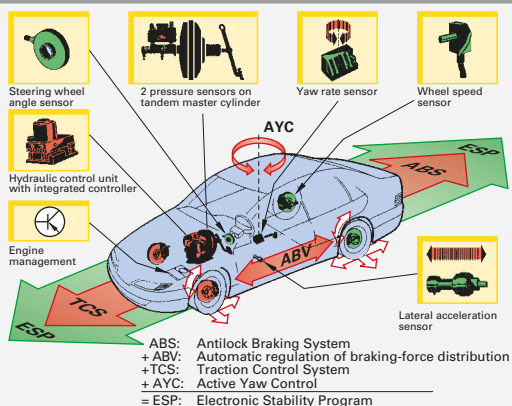 Steering wheel
angle sensor
2 pressure sensors on
tandem master cylinder
Yaw rate sensor
Wheel speed
sensor
AYC
ESP
ABS
Hydraulic control unit
with integrated controller
Engine
management
ABV
TCS
ESP
Lateral acceleration
sensor
ABS: Antilock Braking System
+ ABV: Automatic regulation of braking-force distribution
+TCS: Traction Control System
+ AYC: Active Yaw Control
= ESP: Electronic Stability Program